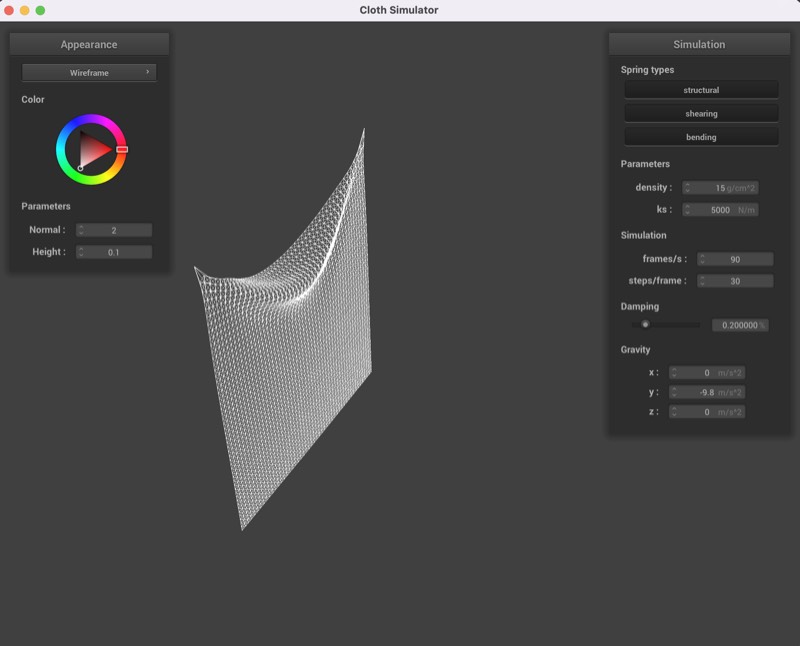 Cloth Simulator
Appearance
Wireframe
Color
Parameters
Normal : 2
Height : 0.1
Simulation
Spring types
structural
shearing
bending
Parameters
density : 15 g/cm^2
ks : 5000 N/m
Simulation
frames/s : 90
steps/frame : 30
Damping
0.200000 %
Gravity
x : 0 m/s^2
y : -9.8 m/s^2
z : 0 m/s^2